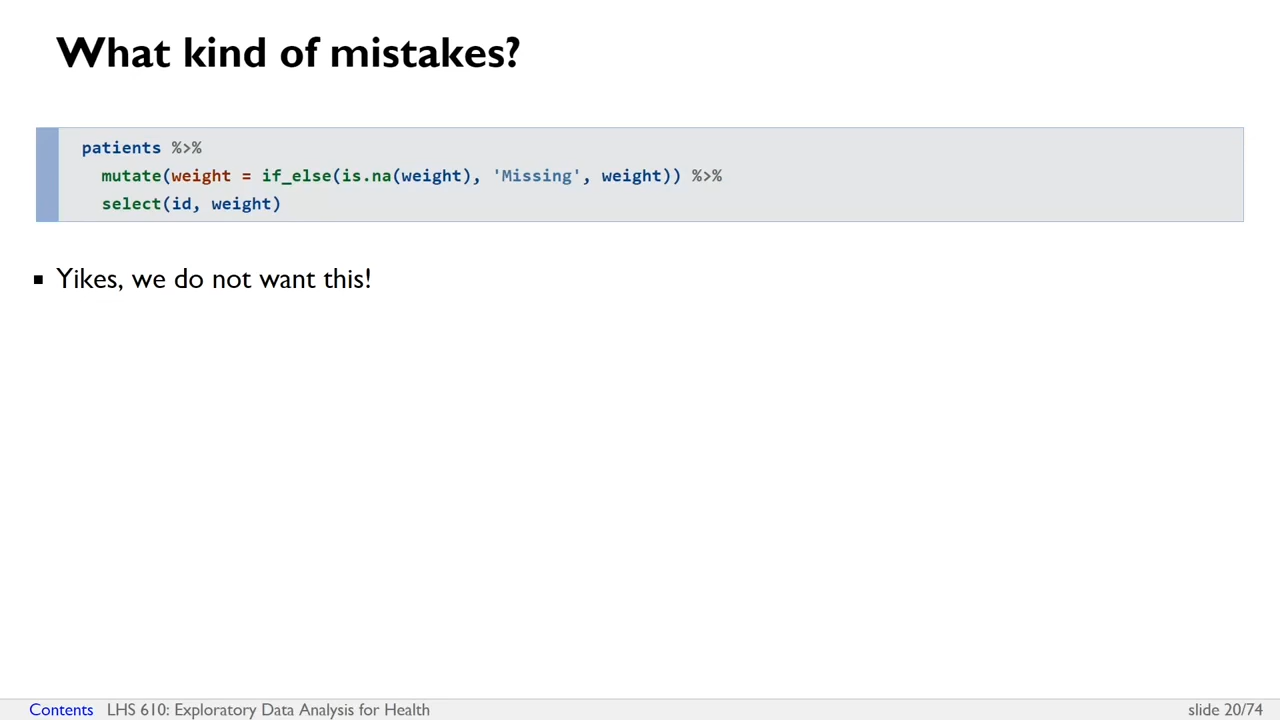 What kind of mistakes?
patients %>%
mutate(weight = if_else(is.na(weight), 'Missing', weight)) %>%
select(id, weight)
▪ Yikes, we do not want this!
Contents LHS 610: Exploratory Data Analysis for Health slide 20/74